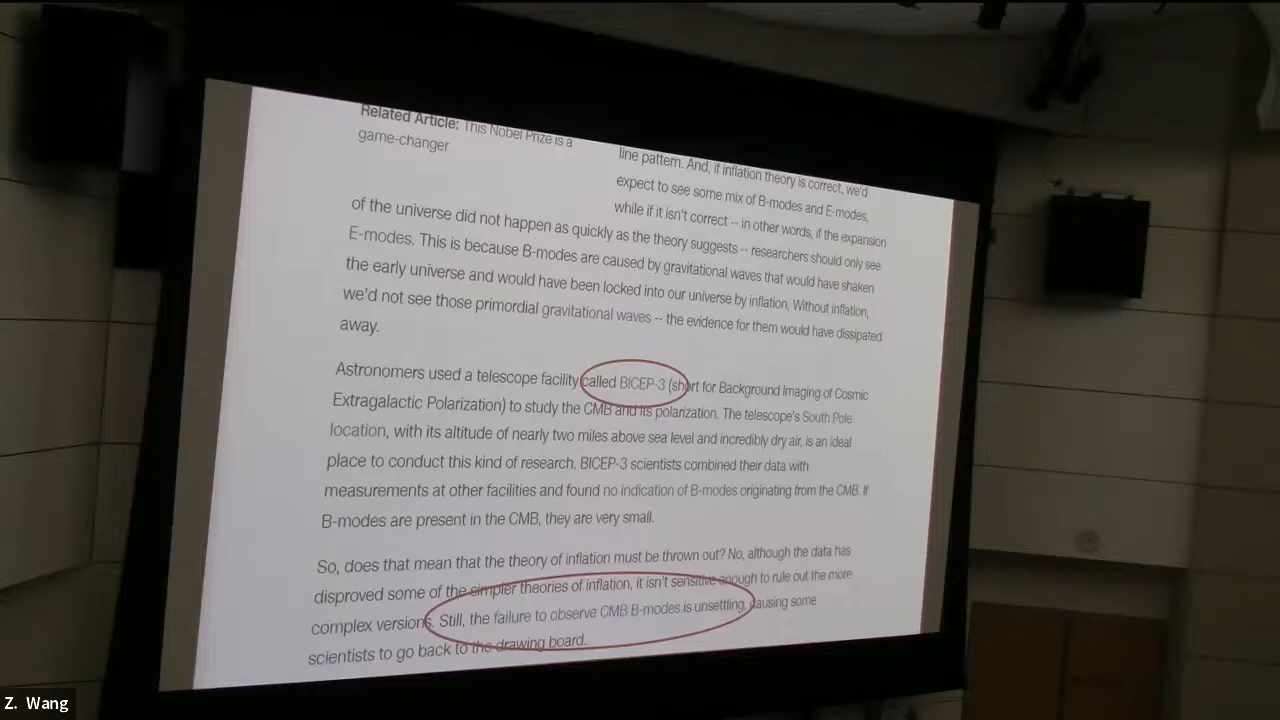 Related Article: This Nobel Prize is a
game-changer
line pattern. And, if inflation theory is correct, we'd
expect to see some mix of B-modes and E-modes,
while if it isn't correct -- in other words, if the expansion
of the universe did not happen as quickly as the theory suggests -- researchers should only see
E-modes. This is because B-modes are caused by gravitational waves that would have shaken
the early universe and would have been locked into our universe by inflation. Without inflation,
we'd not see those primordial gravitational waves -- the evidence for them would have dissipated
away.
Astronomers used a telescope facility called BICEP-3 (short for Background Imaging of Cosmic
Extragalactic Polarization) to study the CMB and its polarization. The telescope's South Pole
location, with its altitude of nearly two miles above sea level and incredibly dry air, is an ideal
place to conduct this kind of research. BICEP-3 scientists combined their data with
measurements at other facilities and found no indication of B-modes originating from the CMB. If
B-modes are present in the CMB, they are very small.
So, does that mean that the theory of inflation must be thrown out? No, although the data has
disproved some of the simpler theories of inflation, it isn't sensitive enough to rule out the more
complex versions. Still, the failure to observe CMB B-modes is unsettling, causing some
scientists to go back to the drawing board.
Z. Wang